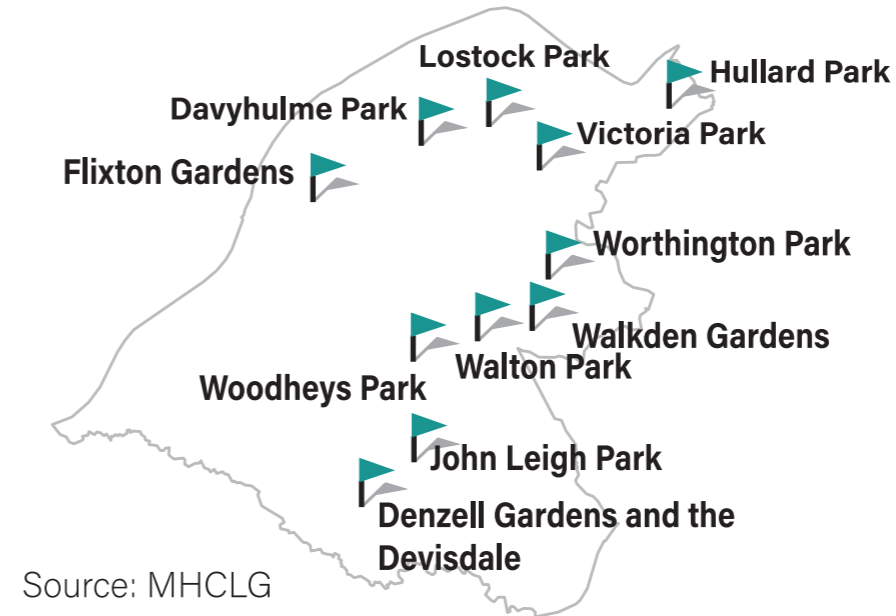 Lostock Park
Hullard Park
Davyhulme Park
Victoria Park
Flixton Gardens
Worthington Park
Walkden Gardens
Walton Park
Woodheys Park
John Leigh Park
Denzell Gardens and the
Devisdale
Source: MHCLG